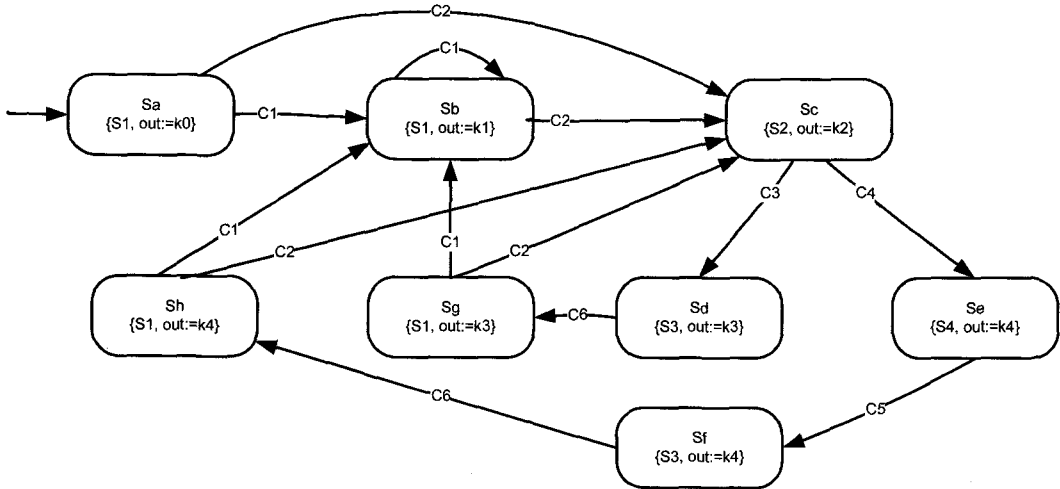 C2
C1
Sa
{S1, out:=k0}
C1
Sb
{S1, out:=k1}
C2
Sc
{S2, out:=k2}
C3
C4
C1
C2
C1
C2
Sh
{S1, out:=k4}
Sg
{S1, out:=k3}
C6
Sd
{S3, out:=k3}
Se
{S4, out:=k4}
C6
C5
Sf
{S3, out:=k4}